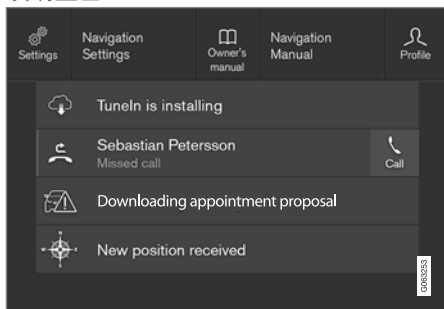 Settings
Navigation
Settings
Owner's
manual
Navigation
Manual
Profile
TuneIn is installing
Sebastian Petersson
Missed call
Call
Downloading appointment proposal
New position received
G063253